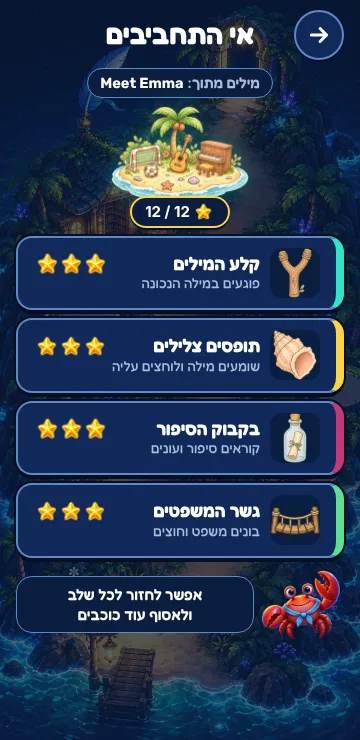 אי התחביבים
מילים מתוך: Meet Emma
12 / 12
קלע המילים
פוגעים במילה הנכונה
תופסים צלילים
שומעים מילה ולוחצים עליה
בקבוק הסיפור
קוראים סיפור ועונים
גשר המשפטים
בונים משפט וחוצים
אפשר לחזור לכל שלב
ולאסוף עוד כוכבים